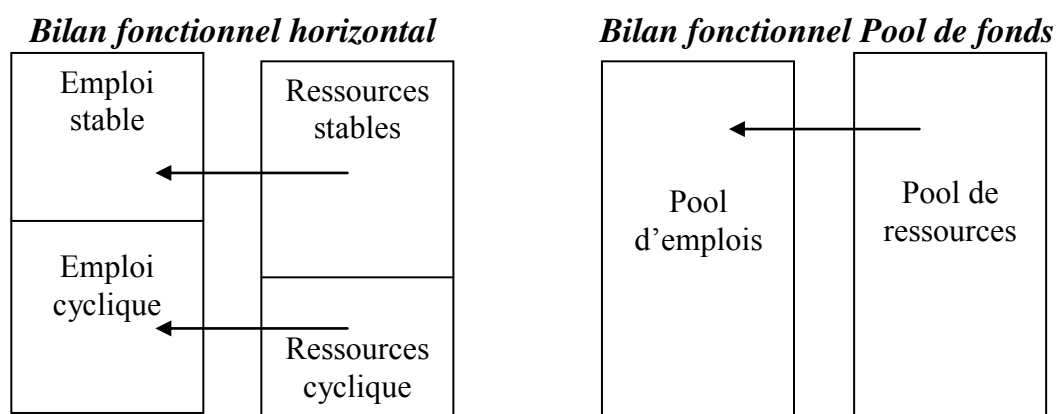 Bilan fonctionnel horizontal
Emploi
stable
Ressources
stables
Emploi
cyclique
Ressources
cyclique
Bilan fonctionnel Pool de fonds
Pool
d'emplois
Pool de
ressources